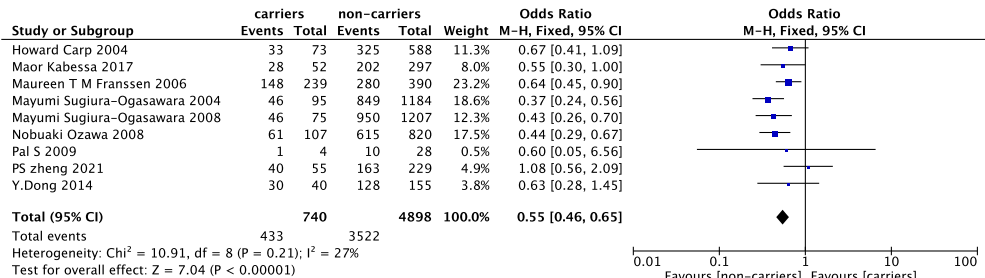 carriers non-carriers Odds Ratio Odds Ratio
Study or Subgroup Events Total Events Total Weight M-H, Fixed, 95% CI M-H, Fixed, 95% CI
Howard Carp 2004 33 73 325 588 11.3% 0.67 [0.41, 1.09]
Maor Kabessa 2017 28 52 202 297 8.0% 0.55 [0.30, 1.00]
Maureen T M Franssen 2006 148 239 280 390 23.2% 0.64 [0.45, 0.90]
Mayumi Sugiura-Ogasawara 2004 46 95 849 1184 18.6% 0.37 [0.24, 0.56]
Mayumi Sugiura-Ogasawara 2008 46 75 950 1207 12.3% 0.43 [0.26, 0.70]
Nobuaki Ozawa 2008 61 107 615 820 17.5% 0.44 [0.29, 0.67]
Pal S 2009 1 4 10 28 0.5% 0.60 [0.05, 6.56]
PS zheng 2021 40 55 163 229 4.9% 1.08 [0.56, 2.09]
Y.Dong 2014 30 40 128 155 3.8% 0.63 [0.28, 1.45]
Total (95% CI) 740 4898 100.0% 0.55 [0.46, 0.65]
Total events 433 3522
Heterogeneity: Chi² = 10.91, df = 8 (P = 0.21); I² = 27%
Test for overall effect: Z = 7.04 (P < 0.00001)
0.01 0.1 1 10 100
Favours [non-carriers] Favours [carriers]